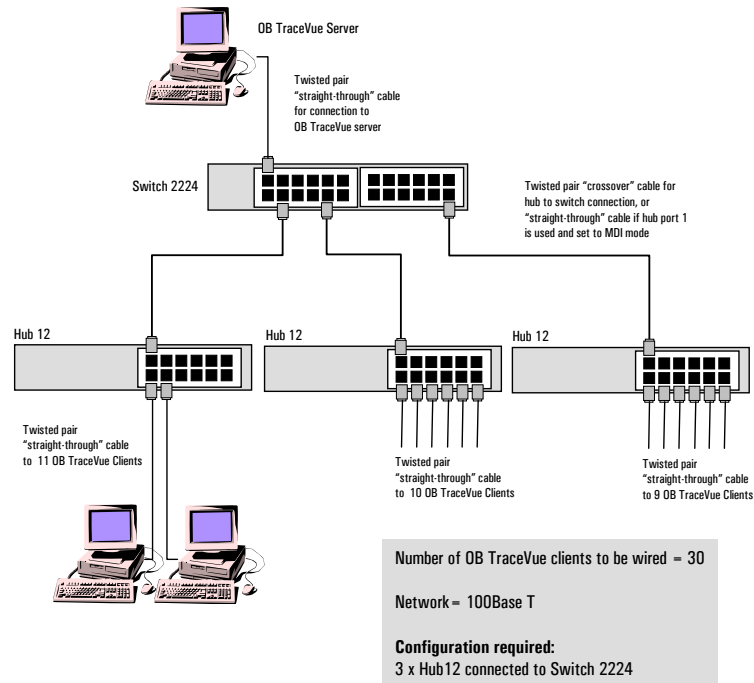 OB TraceVue Server
Twisted pair
“straight-through” cable
for connection to
OB TraceVue server
Switch 2224
Twisted pair “crossover” cable for
hub to switch connection, or
“straight-through” cable if hub port 1
is used and set to MDI mode
Hub 12
Hub 12
Hub 12
Twisted pair
“straight-through” cable
to 11 OB TraceVue Clients
Twisted pair
“straight-through” cable
to 10 OB TraceVue Clients
Twisted pair
“straight-through” cable
to 9 OB TraceVue Clients
Number of OB TraceVue clients to be wired = 30
Network = 100Base T
Configuration required:
3 x Hub12 connected to Switch 2224